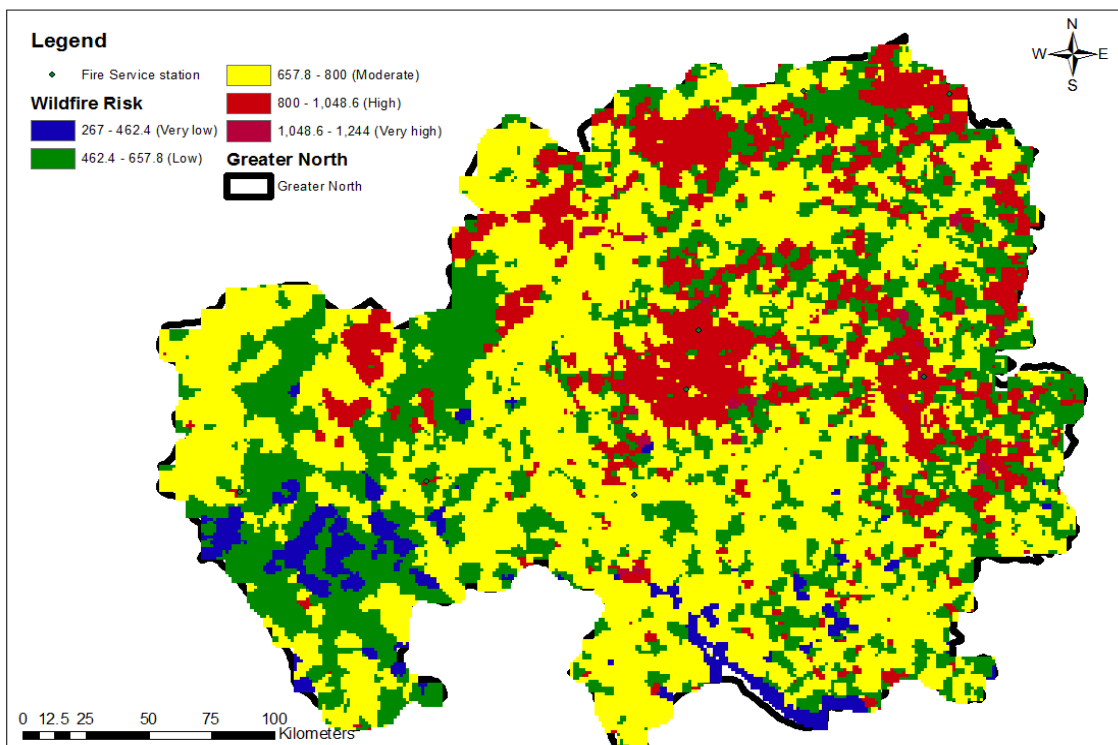 Legend
Fire Service station
Wildfire Risk
267 - 462.4 (Very low)
462.4 - 657.8 (Low)
657.8 - 800 (Moderate)
800 - 1,048.6 (High)
1,048.6 - 1,244 (Very high)
Greater North
Greater North
N
W E
S
0 12.5 25 50 75 100
Kilometers